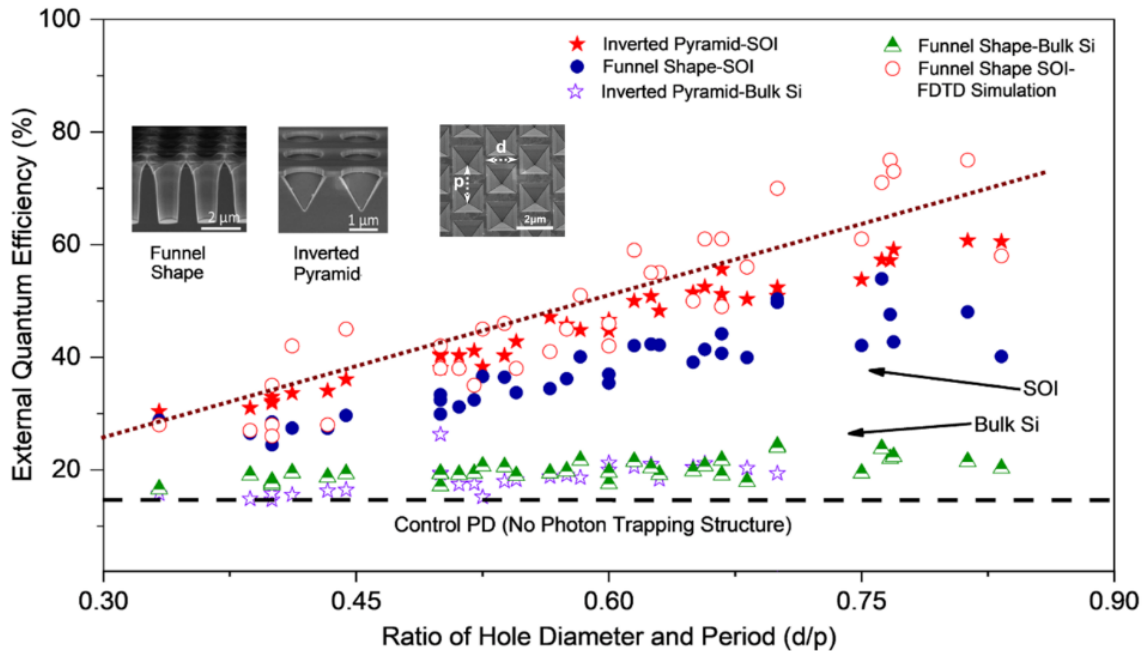 100
80
60
40
20
External Quantum Efficiency (%)
Inverted Pyramid-SOI
Funnel Shape-SOI
Inverted Pyramid-Bulk Si
Funnel Shape-Bulk Si
Funnel Shape SOI-
FDTD Simulation
2 μm
Funnel
Shape
1 μm
Inverted
Pyramid
d
p
2μm
SOI
Bulk Si
Control PD (No Photon Trapping Structure)
0.30 0.45 0.60 0.75 0.90
Ratio of Hole Diameter and Period (d/p)